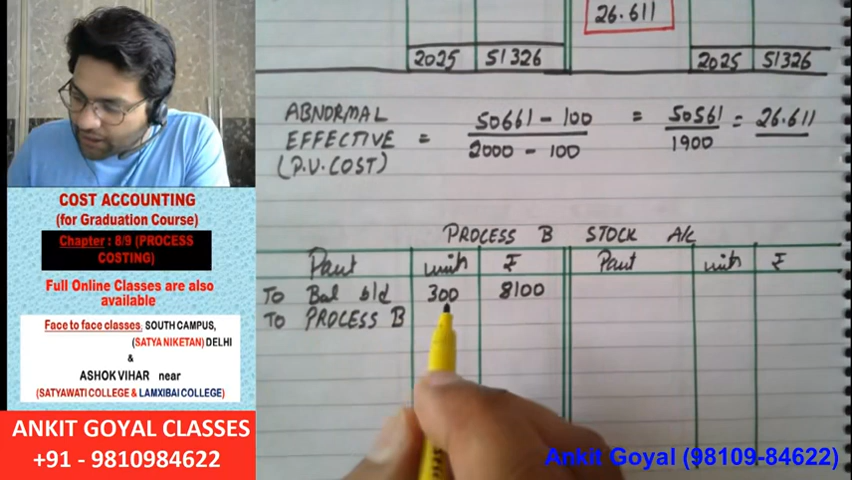 26.611
2025 51326 2025 51326
ABNORMAL
EFFECTIVE
(P.U.COST)
= 50661 - 100 = 50561 = 26.611
2000 - 100 1900
PROCESS B STOCK A/c
Part unit ₹ Part unit ₹
To Bal b/d 300 8100
To PROCESS B
COST ACCOUNTING
(for Graduation Course)
Chapter : 8/9 (PROCESS
COSTING)
Full Online Classes are also
available
Face to face classes, SOUTH CAMPUS,
(SATYA NIKETAN) DELHI
&
ASHOK VIHAR near
(SATYAWATI COLLEGE & LAMXIBAI COLLEGE)
ANKIT GOYAL CLASSES
+91 - 9810984622
Ankit Goyal (98109-84622)